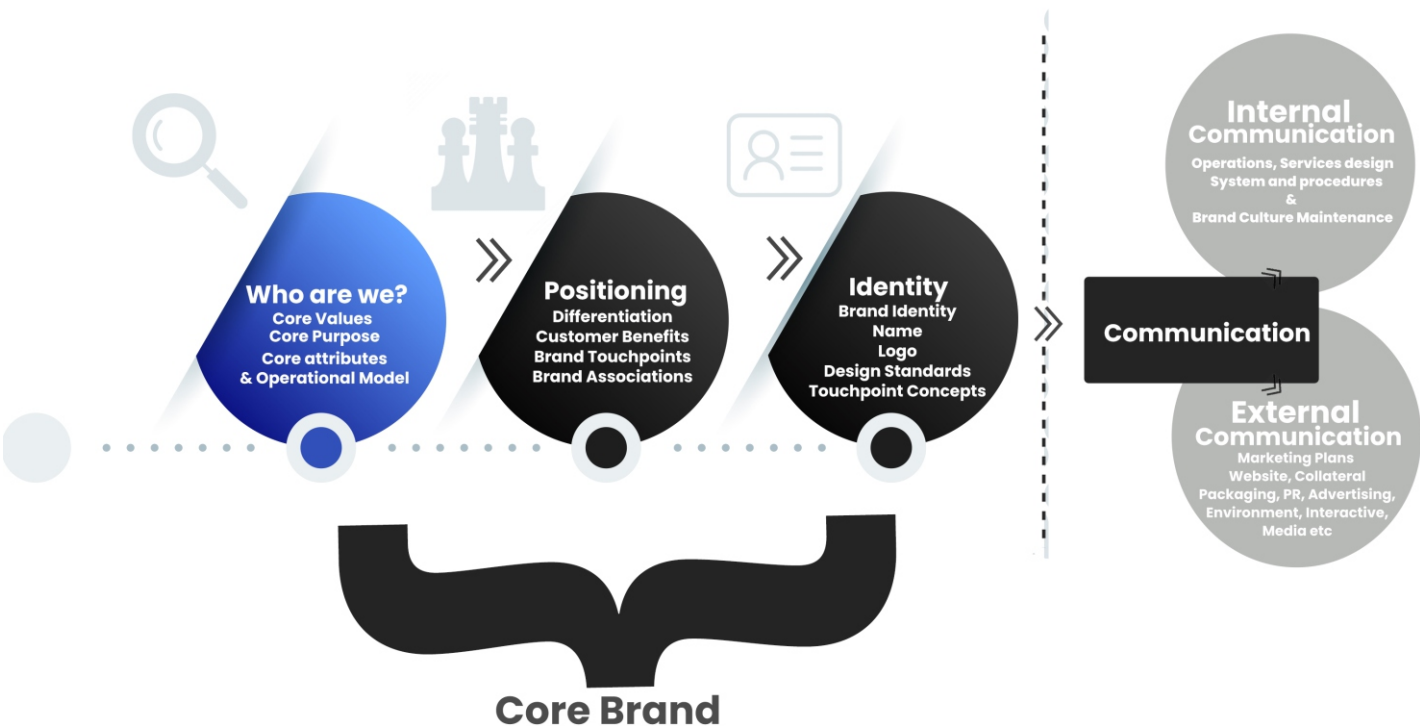 Who are we?
Core Values
Core Purpose
Core attributes
& Operational Model
Positioning
Differentiation
Customer Benefits
Brand Touchpoints
Brand Associations
Identity
Brand Identity
Name
Logo
Design Standards
Touchpoint Concepts
Core Brand
Communication
Internal
Communication
Operations, Services design
System and procedures
&
Brand Culture Maintenance
External
Communication
Marketing Plans
Website, Collateral
Packaging, PR, Advertising,
Environment, Interactive,
Media etc